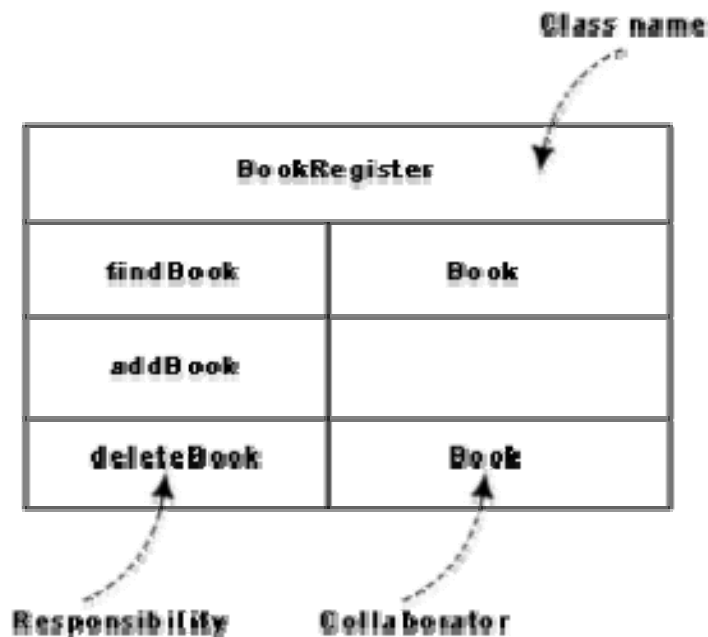 Class name
BookRegister
findBook Book
addBook
deleteBook Book
Responsibility Collaborator